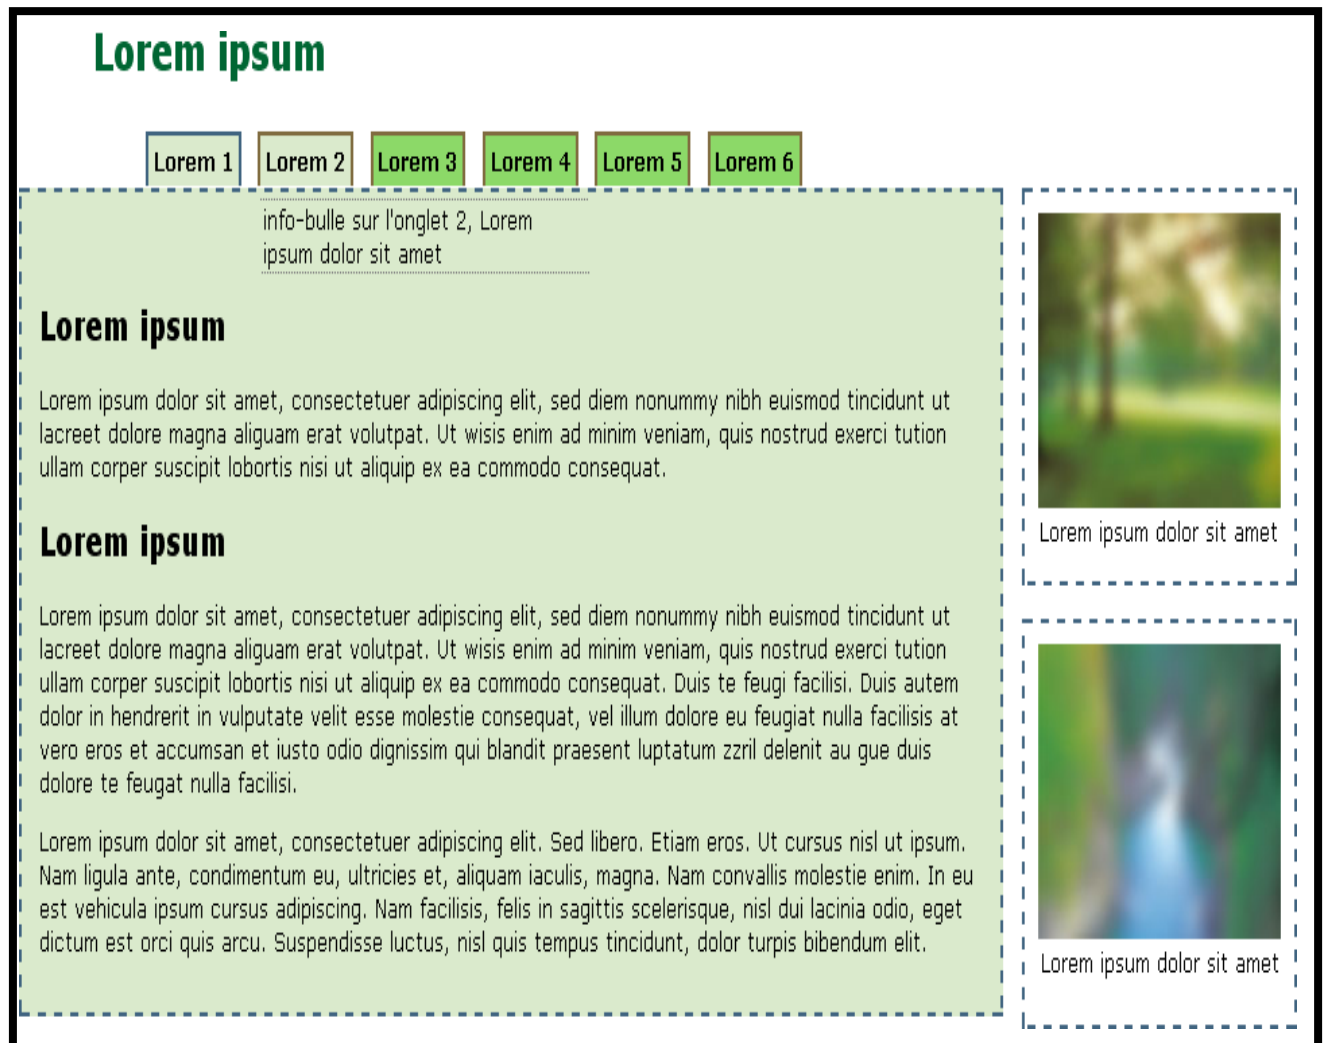 Lorem ipsum
Lorem 1 Lorem 2 Lorem 3 Lorem 4 Lorem 5 Lorem 6
info-bulle sur l'onglet 2, Lorem
ipsum dolor sit amet
Lorem ipsum
Lorem ipsum dolor sit amet, consectetuer adipiscing elit, sed diem nonummy nibh euismod tincidunt ut
lacreet dolore magna aliguam erat volutpat. Ut wisis enim ad minim veniam, quis nostrud exerci tution
ullam corper suscipit lobortis nisi ut aliquip ex ea commodo consequat.
Lorem ipsum
Lorem ipsum dolor sit amet, consectetuer adipiscing elit, sed diem nonummy nibh euismod tincidunt ut
lacreet dolore magna aliguam erat volutpat. Ut wisis enim ad minim veniam, quis nostrud exerci tution
ullam corper suscipit lobortis nisi ut aliquip ex ea commodo consequat. Duis te feugi facilisi. Duis autem
dolor in hendrerit in vulputate velit esse molestie consequat, vel illum dolore eu feugiat nulla facilisis at
vero eros et accumsan et iusto odio dignissim qui blandit praesent luptatum zzril delenit au gue duis
dolore te feugat nulla facilisi.
Lorem ipsum dolor sit amet, consectetuer adipiscing elit. Sed libero. Etiam eros. Ut cursus nisl ut ipsum.
Nam ligula ante, condimentum eu, ultricies et, aliquam iaculis, magna. Nam convallis molestie enim. In eu
est vehicula ipsum cursus adipiscing. Nam facilisis, felis in sagittis scelerisque, nisl dui lacinia odio, eget
dictum est orci quis arcu. Suspendisse luctus, nisl quis tempus tincidunt, dolor turpis bibendum elit.
Lorem ipsum dolor sit amet
Lorem ipsum dolor sit amet